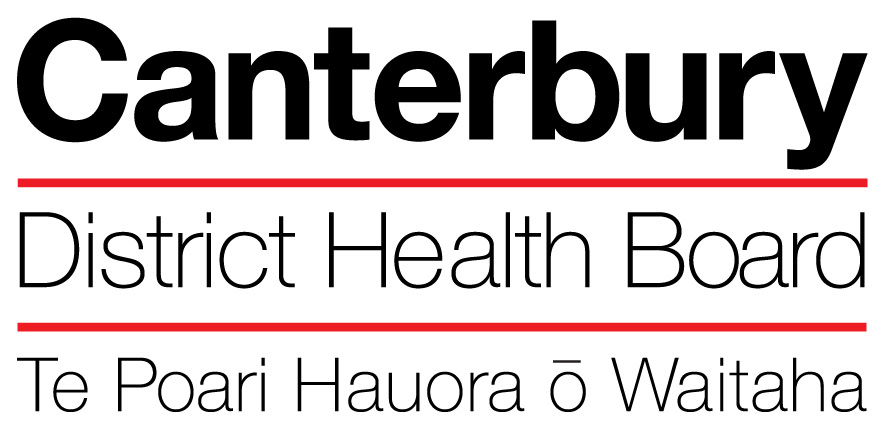 Canterbury
District Health Board
Te Poari Hauora ō Waitaha